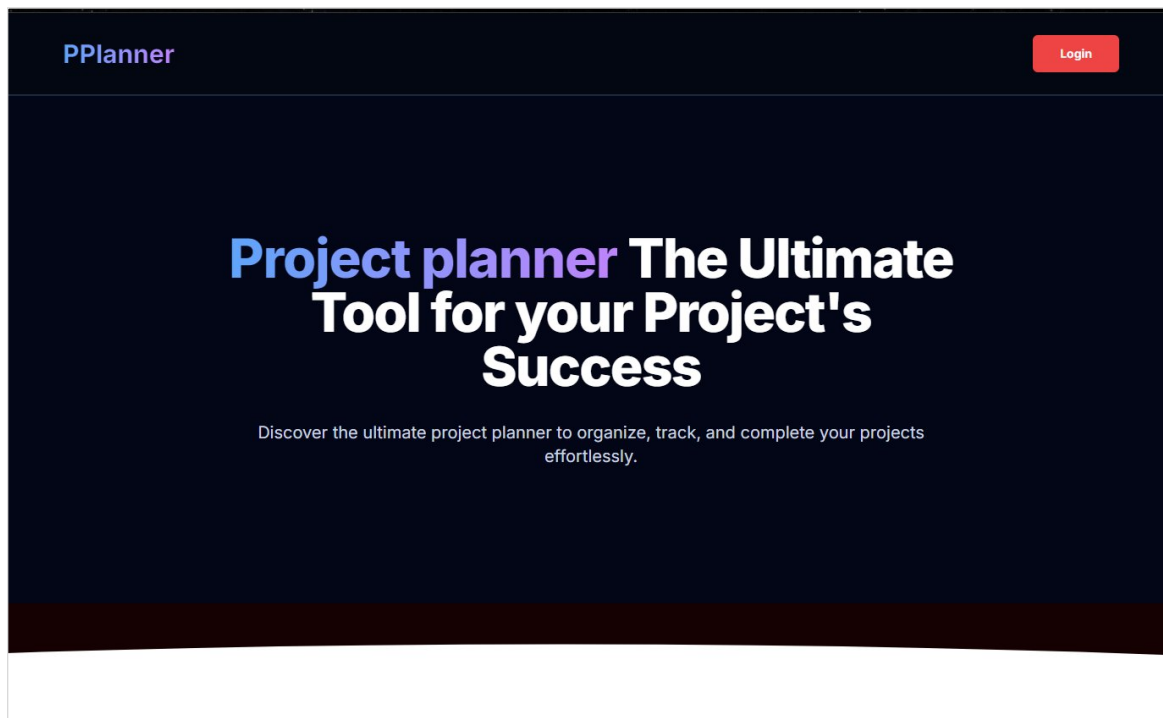 PPlanner
Login
Project planner The Ultimate
Tool for your Project's
Success
Discover the ultimate project planner to organize, track, and complete your projects
effortlessly.